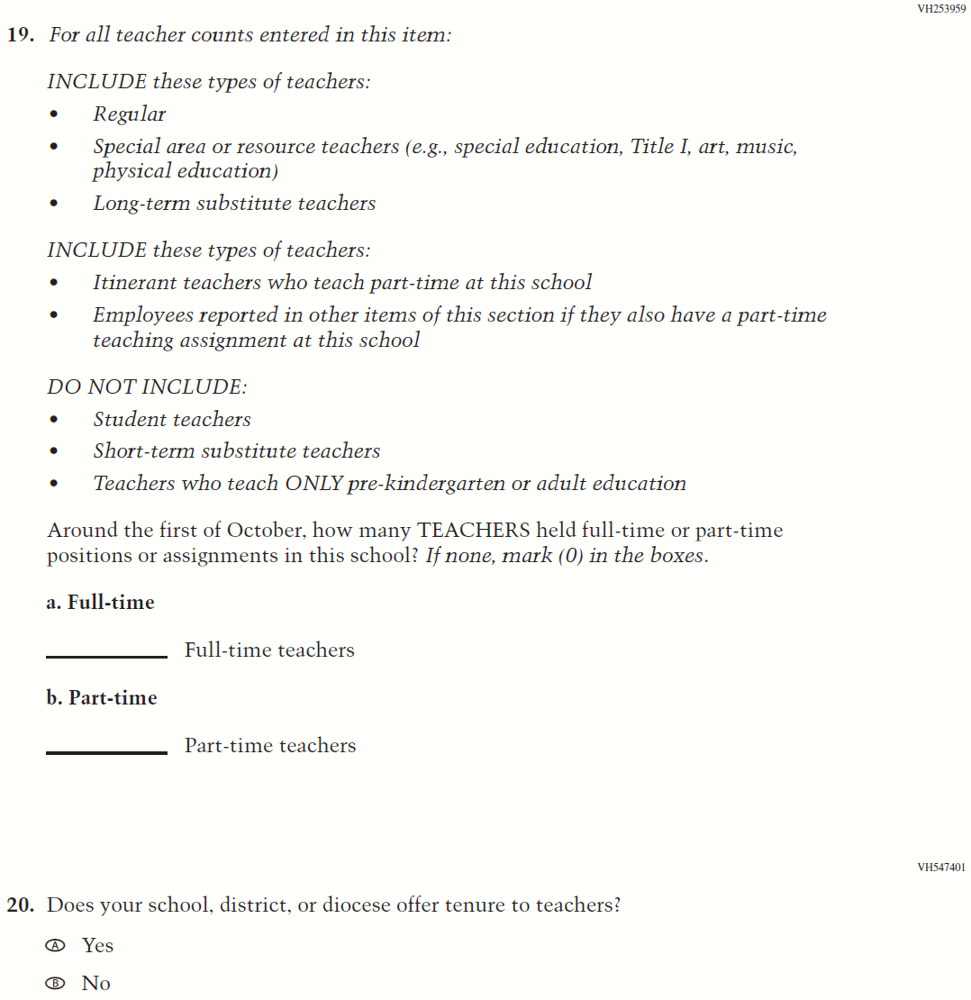 VH253959
19. For all teacher counts entered in this item:
INCLUDE these types of teachers:
• Regular
• Special area or resource teachers (e.g., special education, Title I, art, music,
physical education)
• Long-term substitute teachers
INCLUDE these types of teachers:
• Itinerant teachers who teach part-time at this school
• Employees reported in other items of this section if they also have a part-time
teaching assignment at this school
DO NOT INCLUDE:
• Student teachers
• Short-term substitute teachers
• Teachers who teach ONLY pre-kindergarten or adult education
Around the first of October, how many TEACHERS held full-time or part-time
positions or assignments in this school? If none, mark (0) in the boxes.
a. Full-time
Full-time teachers
b. Part-time
Part-time teachers
VH547401
20. Does your school, district, or diocese offer tenure to teachers?
A Yes
B No